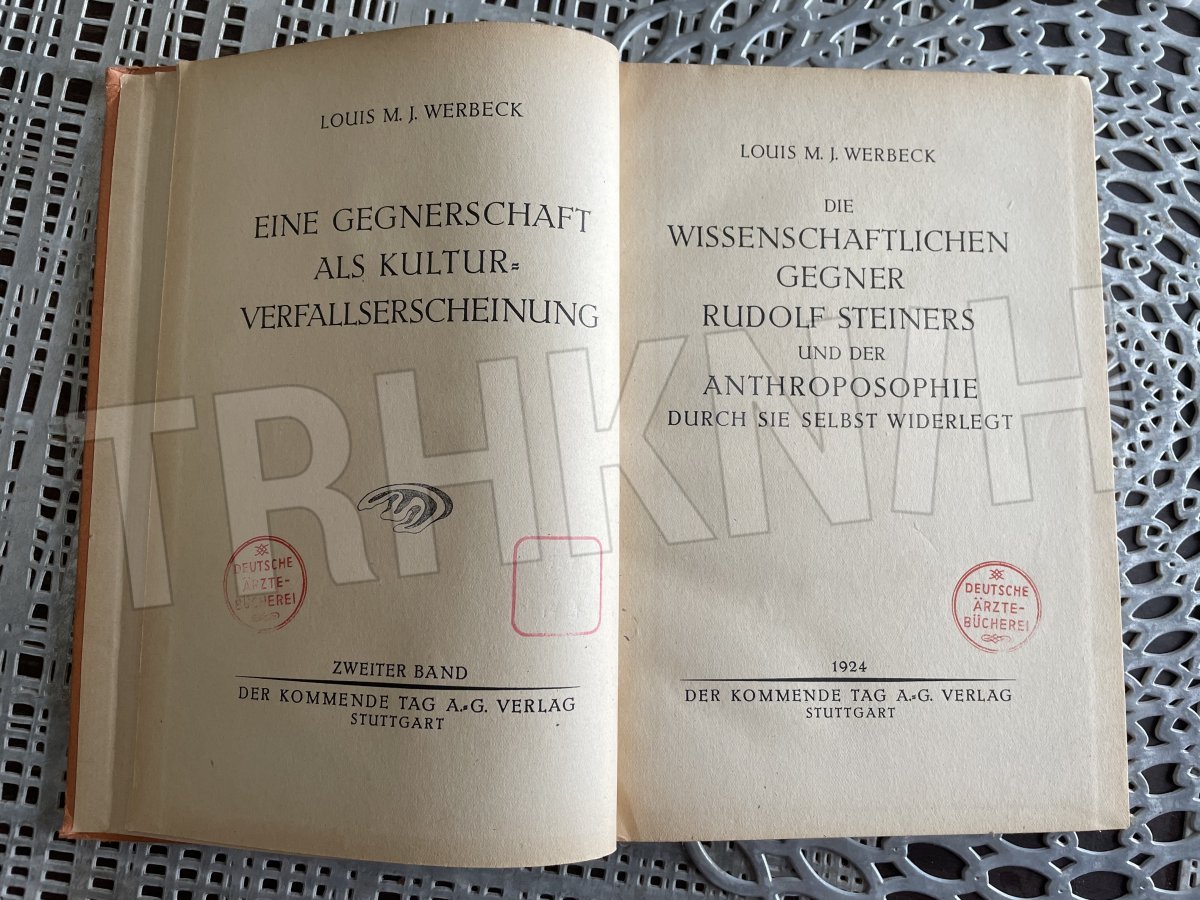 LOUIS M. J. WERBECK
EINE GEGNERSCHAFT
ALS KULTUR=
VERFALLSERSCHEINUNG
DEUTSCHE
ÄRZTE-
BÜCHEREI
ZWEITER BAND
DER KOMMENDE TAG A.=G. VERLAG
STUTTGART
LOUIS M. J. WERBECK
DIE
WISSENSCHAFTLICHEN
GEGNER
RUDOLF STEINERS
UND DER
ANTHROPOSOPHIE
DURCH SIE SELBST WIDERLEGT
DEUTSCHE
ÄRZTE-
BÜCHEREI
1924
DER KOMMENDE TAG A.=G. VERLAG
STUTTGART